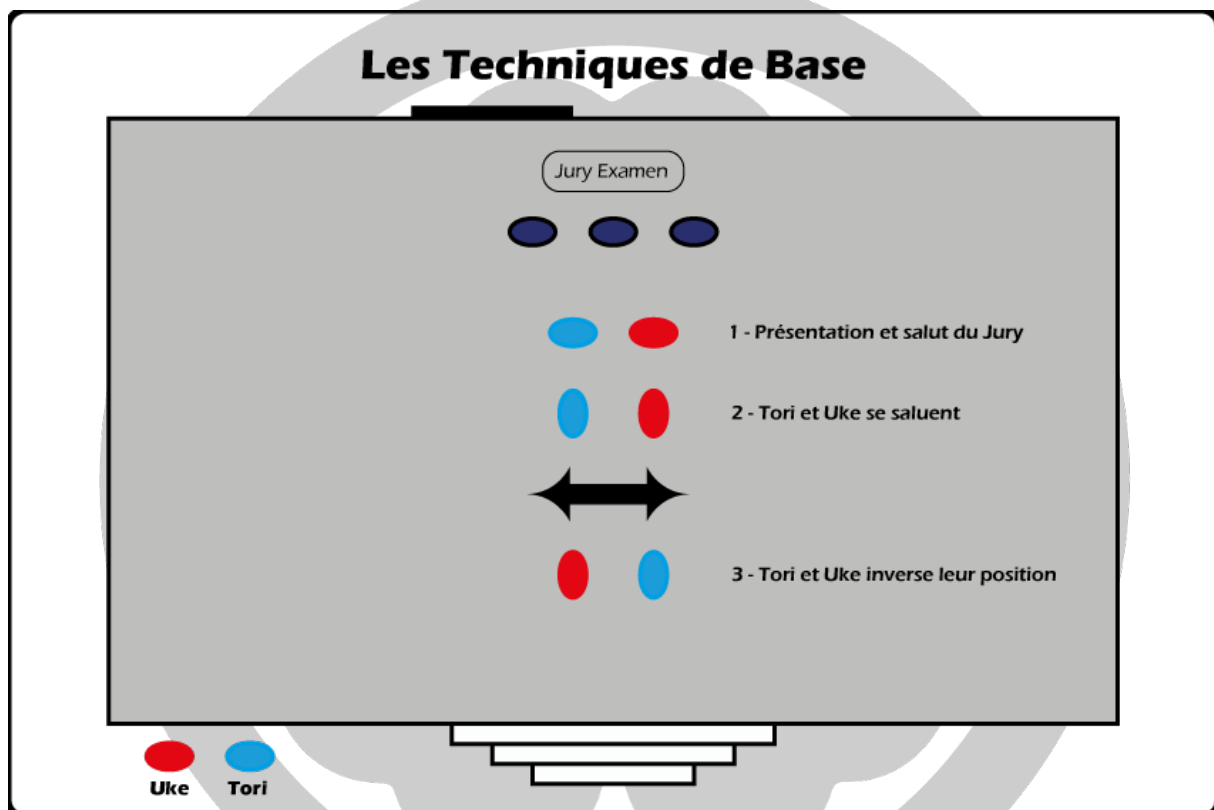 Les Techniques de Base
Jury Examen
1 - Présentation et salut du Jury
2 - Tori et Uke se saluent
3 - Tori et Uke inverse leur position
Uke
Tori